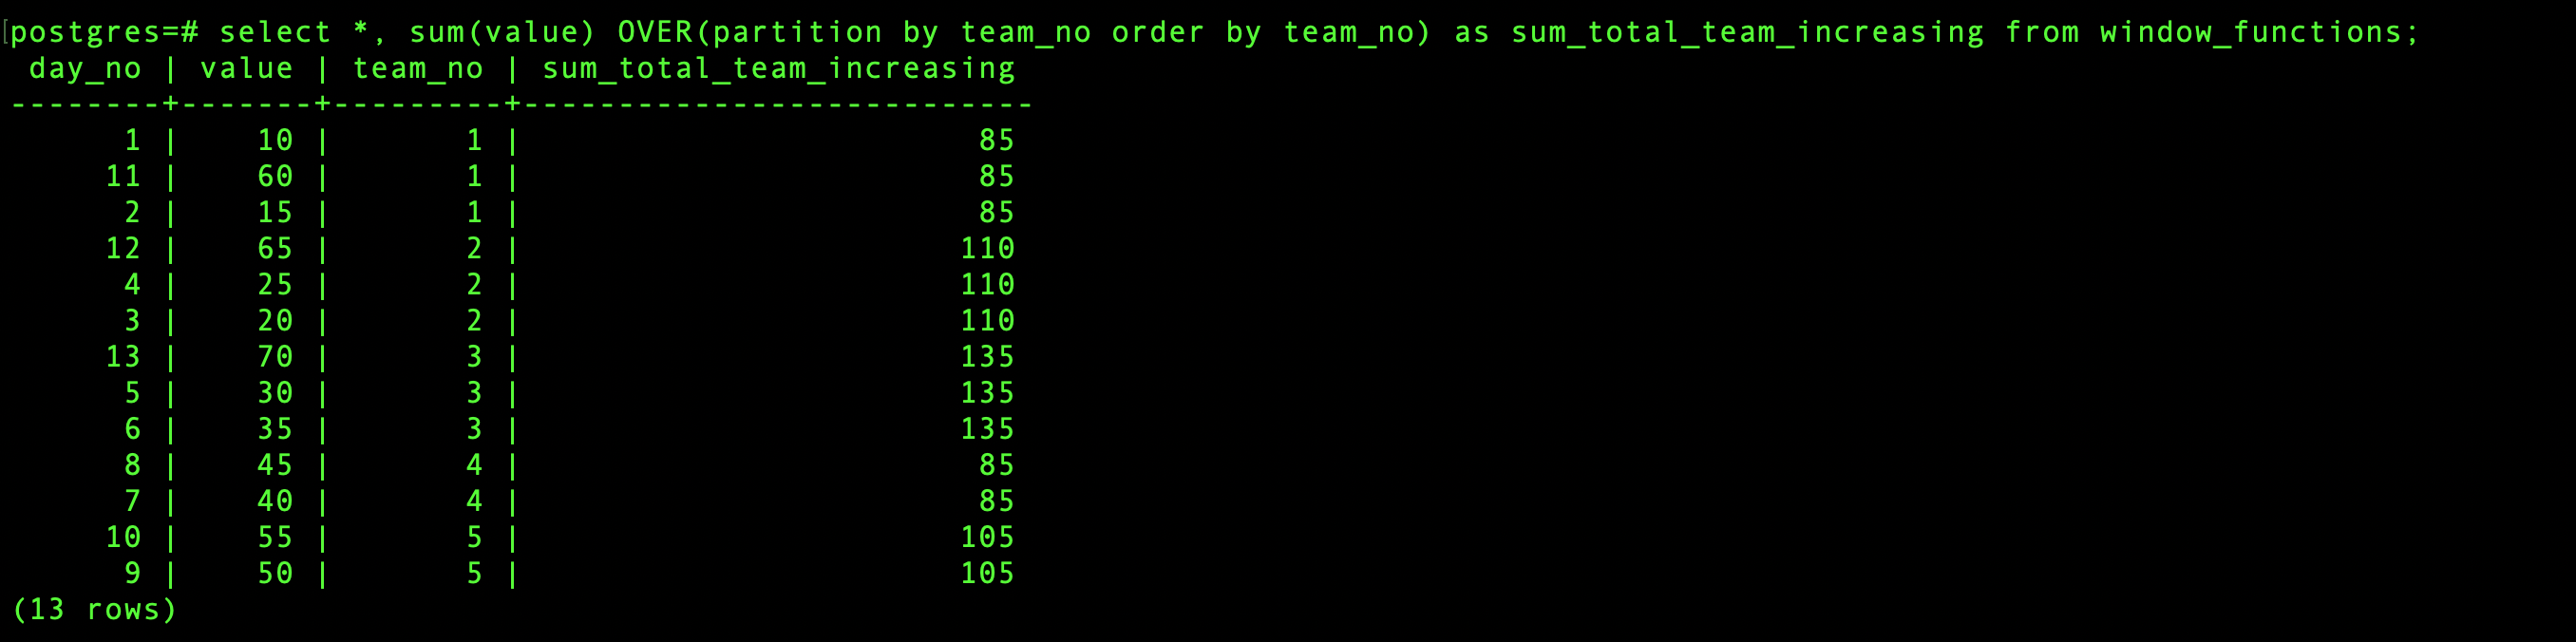 [postgres=# select *, sum(value) OVER(partition by team_no order by team_no) as sum_total_team_increasing from window_functions;
 day_no | value | team_no | sum_total_team_increasing
--------+-------+---------+---------------------------
      1 |    10 |       1 |                        85
     11 |    60 |       1 |                        85
      2 |    15 |       1 |                        85
     12 |    65 |       2 |                       110
      4 |    25 |       2 |                       110
      3 |    20 |       2 |                       110
     13 |    70 |       3 |                       135
      5 |    30 |       3 |                       135
      6 |    35 |       3 |                       135
      8 |    45 |       4 |                        85
      7 |    40 |       4 |                        85
     10 |    55 |       5 |                       105
      9 |    50 |       5 |                       105
(13 rows)